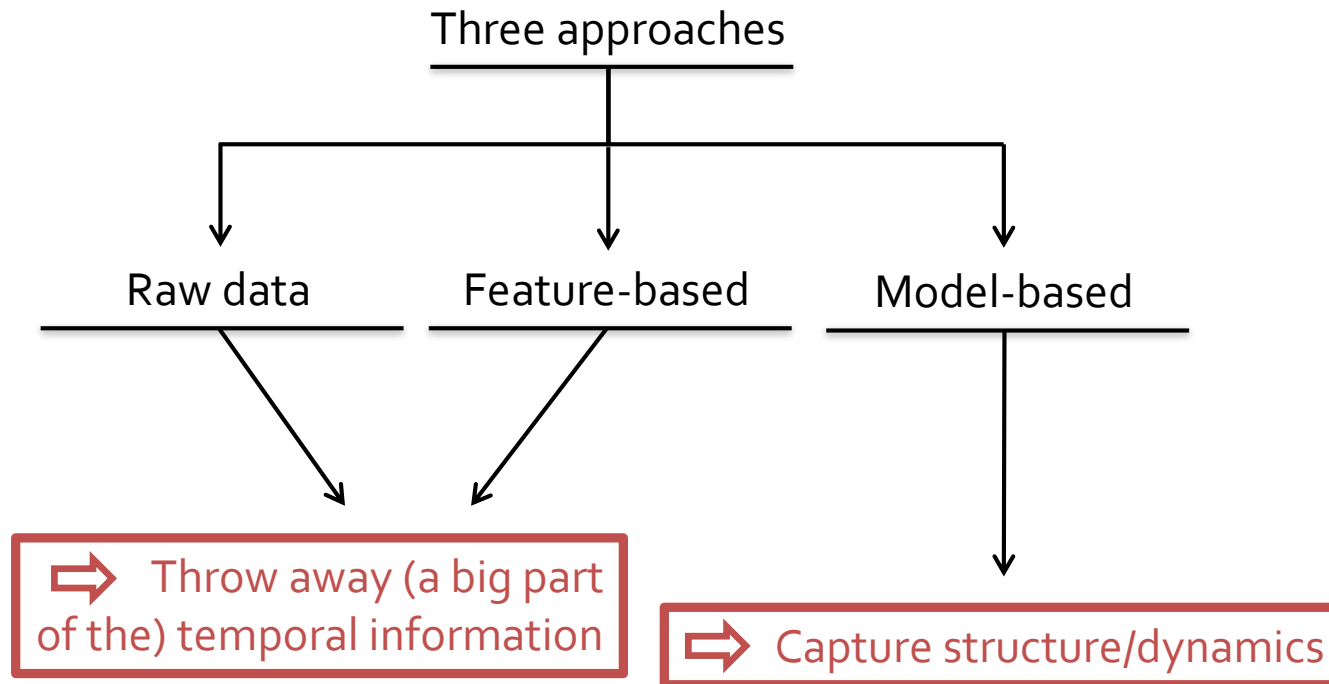 Three approaches
Raw data
Feature-based
Model-based
Throw away (a big part
of the) temporal information
Capture structure/dynamics